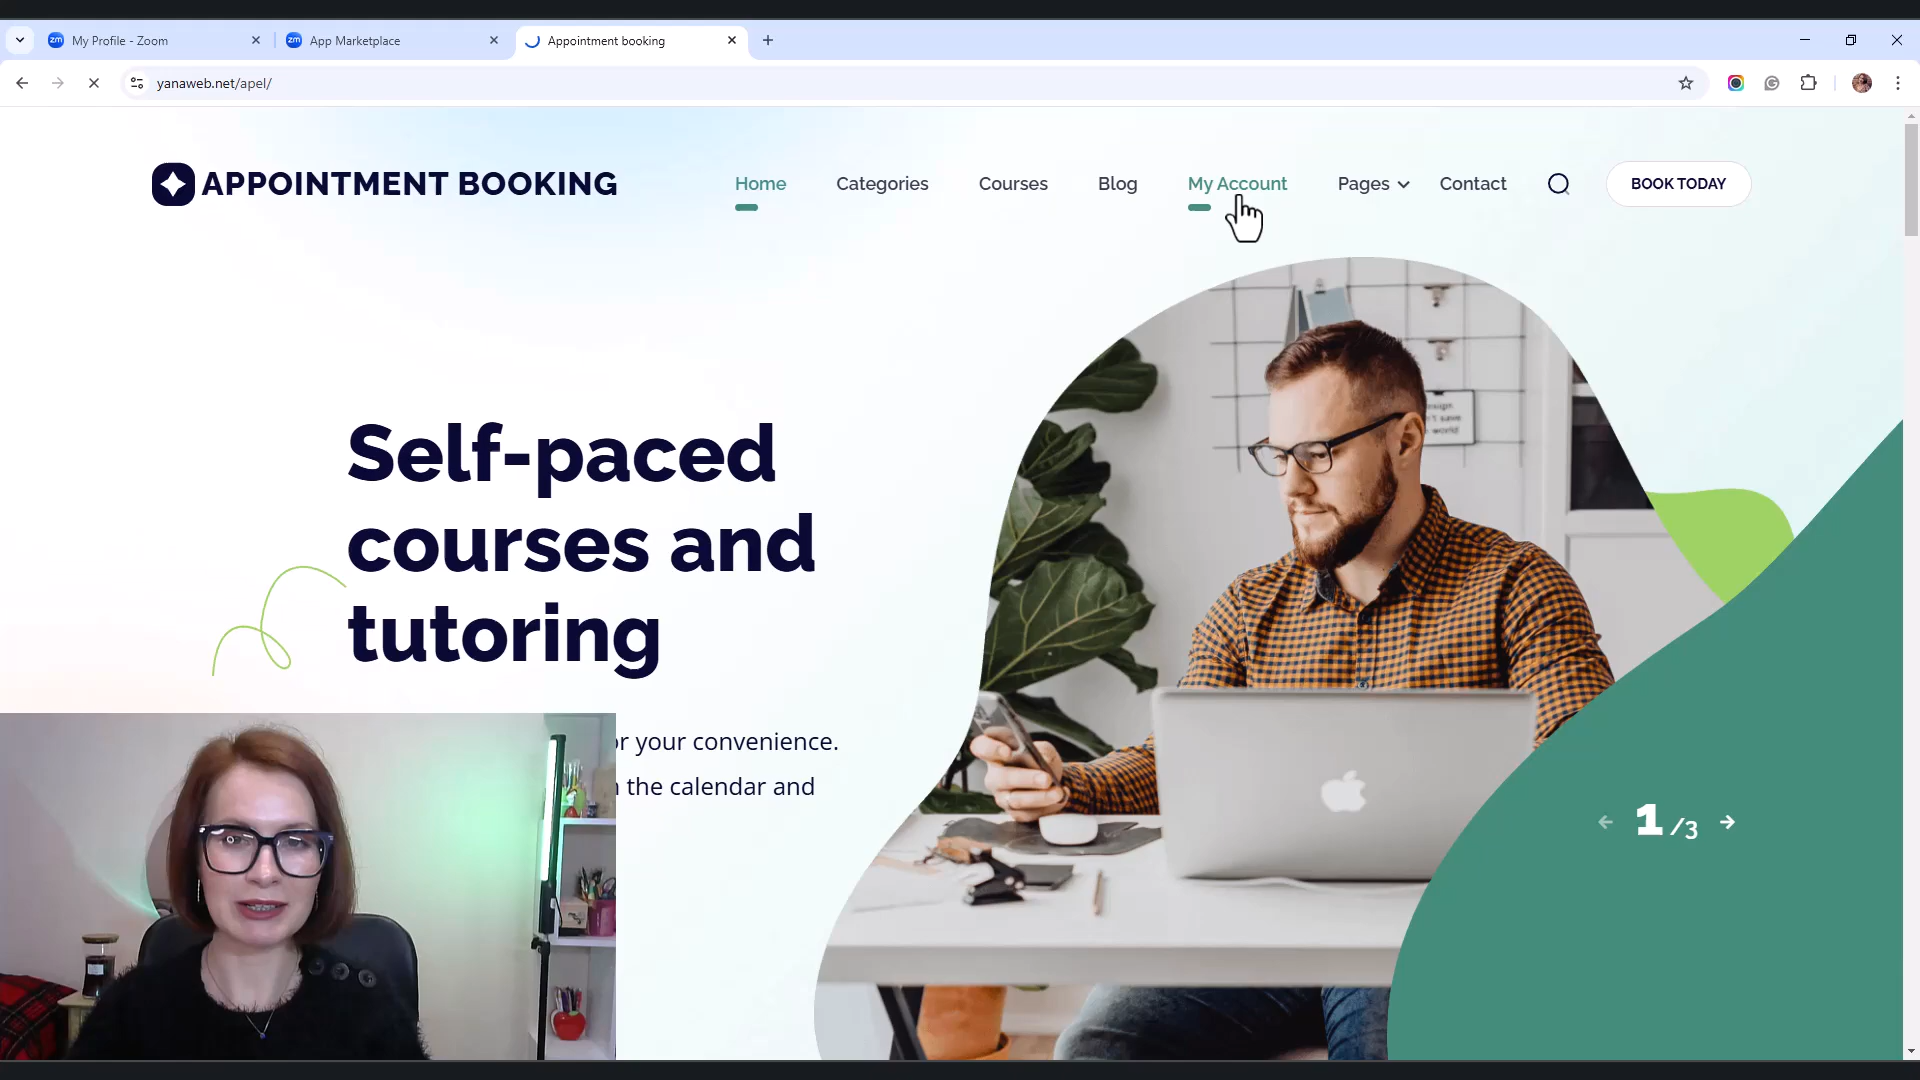 My Profile - Zoom
App Marketplace
Appointment booking
yanaweb.net/apel/
APPOINTMENT BOOKING
Home
Categories
Courses
Blog
My Account
Pages
Contact
BOOK TODAY
Self-paced
courses and
tutoring
your convenience.
the calendar and
1/3